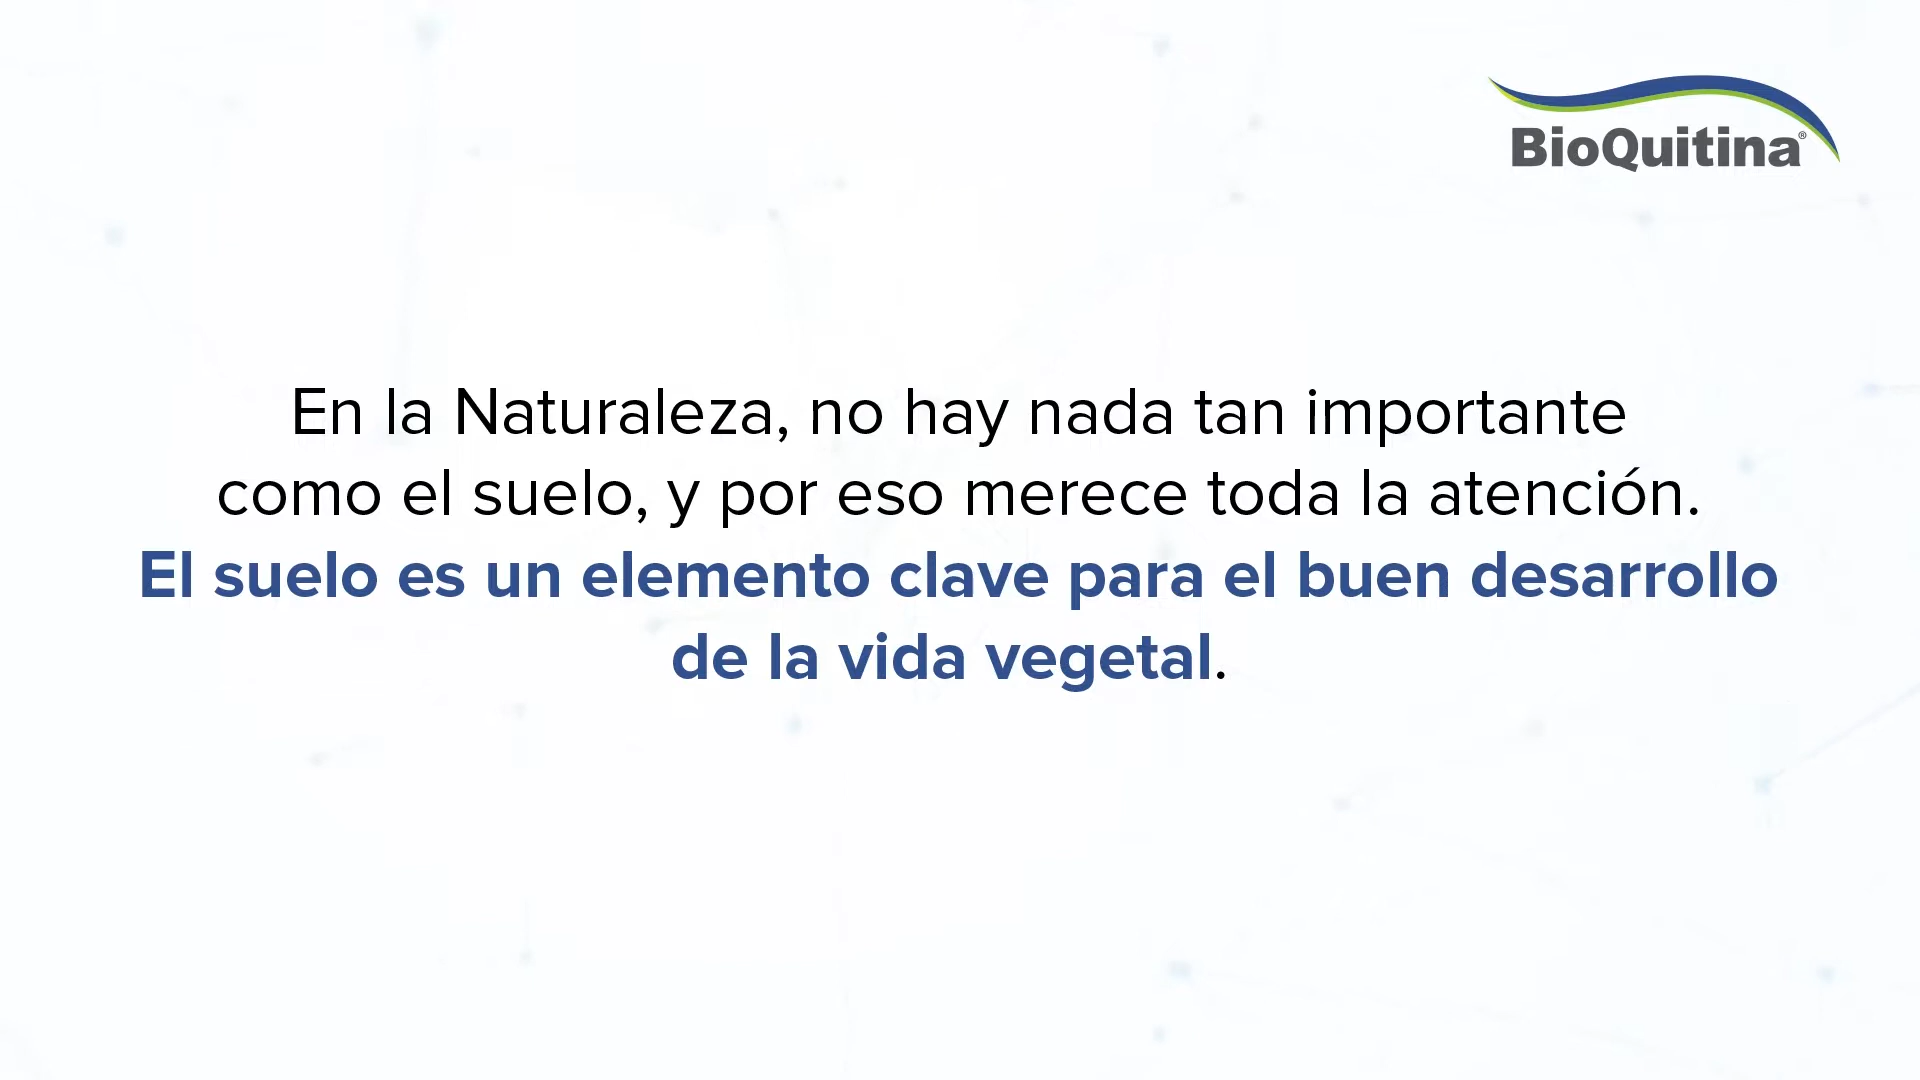 BioQuitina®
En la Naturaleza, no hay nada tan importante
como el suelo, y por eso merece toda la atención.
El suelo es un elemento clave para el buen desarrollo
de la vida vegetal.